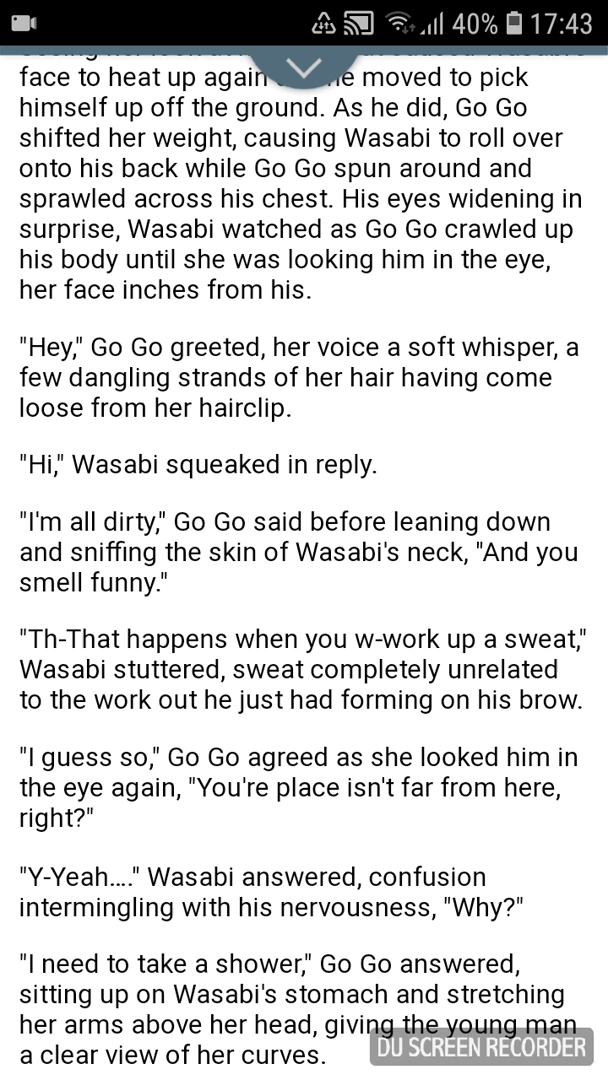 40% 17:43
face to heat up again
moved to pick
himself up off the ground. As he did, Go Go
shifted her weight, causing Wasabi to roll over
onto his back while Go Go spun around and
sprawled across his chest. His eyes widening in
surprise, Wasabi watched as Go Go crawled up
his body until she was looking him in the eye,
her face inches from his.
"Hey," Go Go greeted, her voice a soft whisper, a
few dangling strands of her hair having come
loose from her hairclip.
"Hi," Wasabi squeaked in reply.
"I'm all dirty," Go Go said before leaning down
and sniffing the skin of Wasabi's neck, "And you
smell funny."
"Th-That happens when you w-work up a sweat,"
Wasabi stuttered, sweat completely unrelated
to the work out he just had forming on his brow.
"I guess so," Go Go agreed as she looked him in
the eye again, "You're place isn't far from here,
right?"
"Y-Yeah...." Wasabi answered, confusion
intermingling with his nervousness, "Why?"
"I need to take a shower," Go Go answered,
sitting up on Wasabi's stomach and stretching
her arms above her head, giving the young man
a clear view of her curves.
DU SCREEN RECORDER